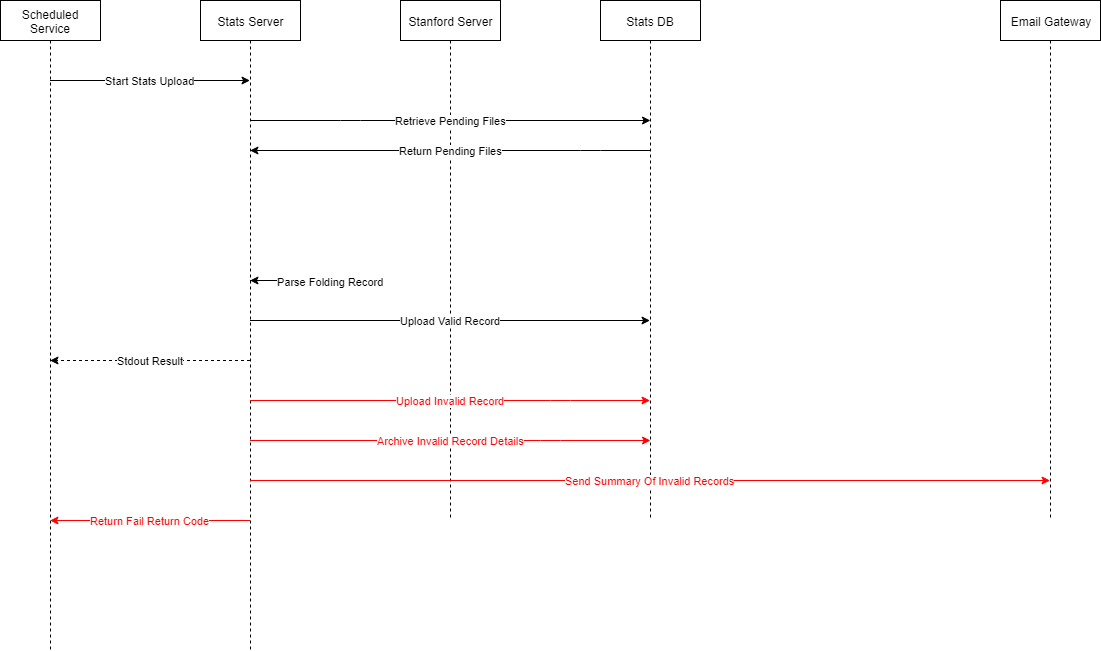 Scheduled
Service
Stats Server
Stanford Server
Stats DB
Email Gateway
Start Stats Upload
Retrieve Pending Files
Return Pending Files
Parse Folding Record
Upload Valid Record
Stdout Result
Upload Invalid Record
Archive Invalid Record Details
Send Summary Of Invalid Records
Return Fail Return Code